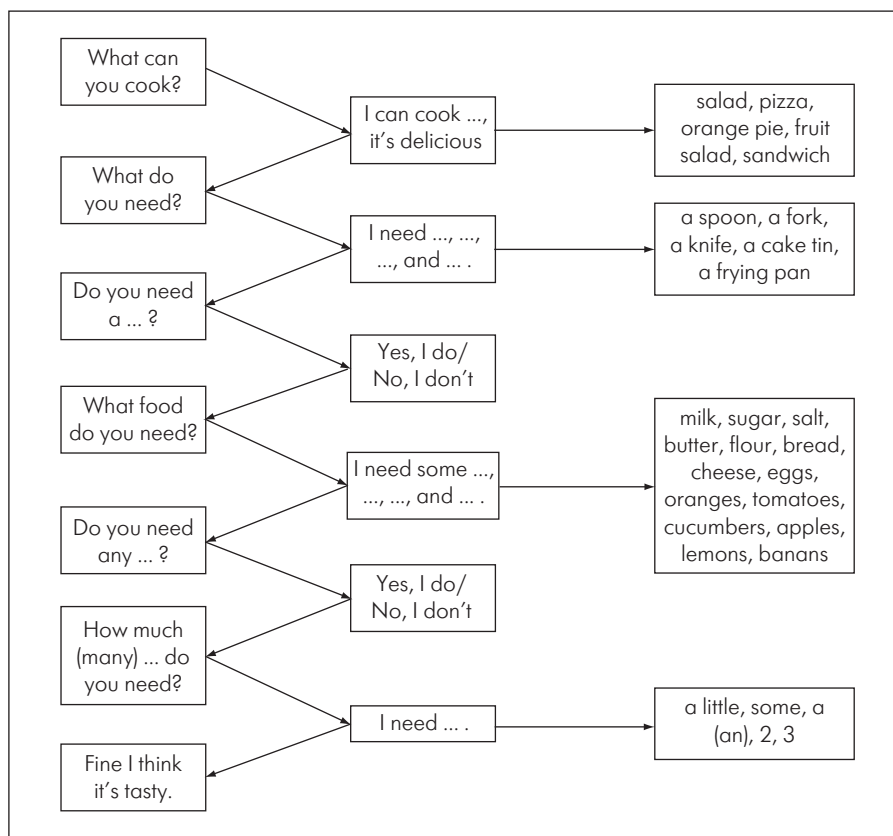 What can
you cook?
I can cook ...,
it's delicious
salad, pizza,
orange pie, fruit
salad, sandwich
What do
you need?
I need ..., ...,
..., and ... .
a spoon, a fork,
a knife, a cake tin,
a frying pan
Do you need
a ... ?
Yes, I do/
No, I don't
What food
do you need?
I need some ...,
..., ..., and ... .
milk, sugar, salt,
butter, flour, bread,
cheese, eggs,
oranges, tomatoes,
cucumbers, apples,
lemons, banans
Do you need
any ... ?
Yes, I do/
No, I don't
How much
(many) ... do
you need?
I need ... .
a little, some, a
(an), 2, 3
Fine I think
it's tasty.